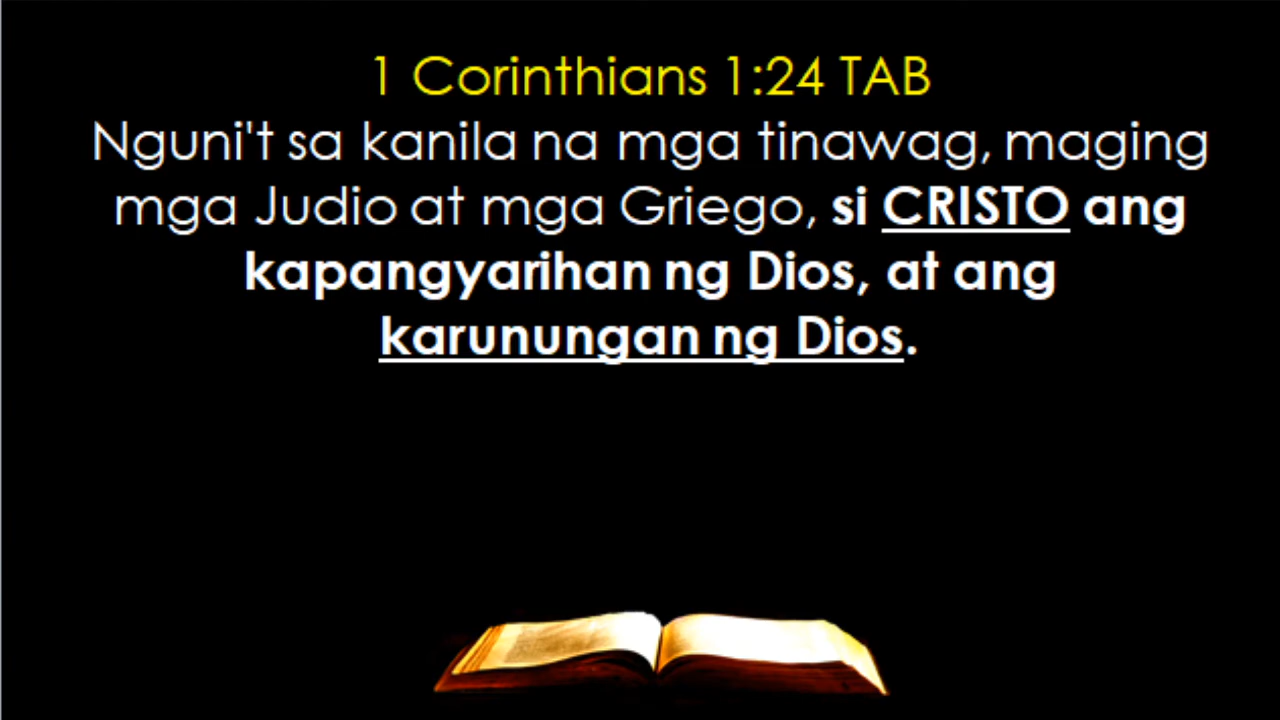 1 Corinthians 1:24 TAB
Nguni't sa kanila na mga tinawag, maging
mga Judio at mga Griego, si CRISTO ang
kapangyarihan ng Dios, at ang
karunungan ng Dios.